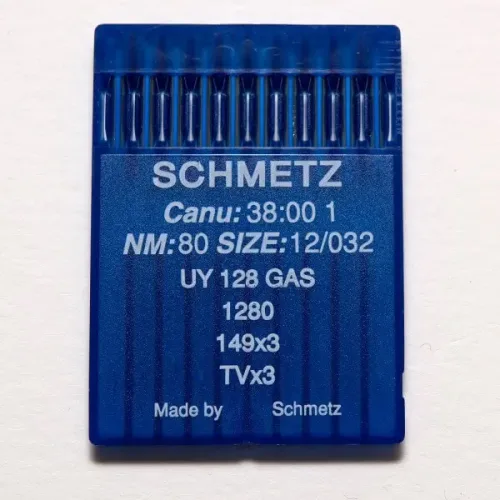 SCHMETZ
Canu: 38:00 1
NM:80 SIZE:12/032
UY 128 GAS
1280
149x3
TVx3
Made by Schmetz